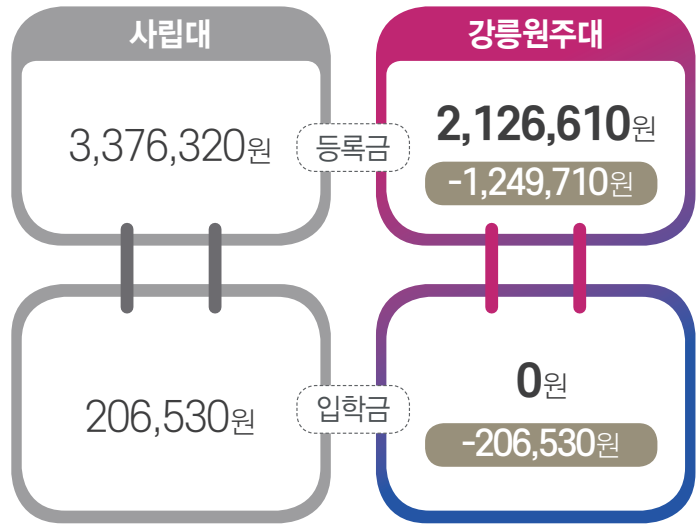 사립대
강릉원주대
3,376,320원
등록금
2,126,610원
-1,249,710원
206,530원
입학금
0원
-206,530원